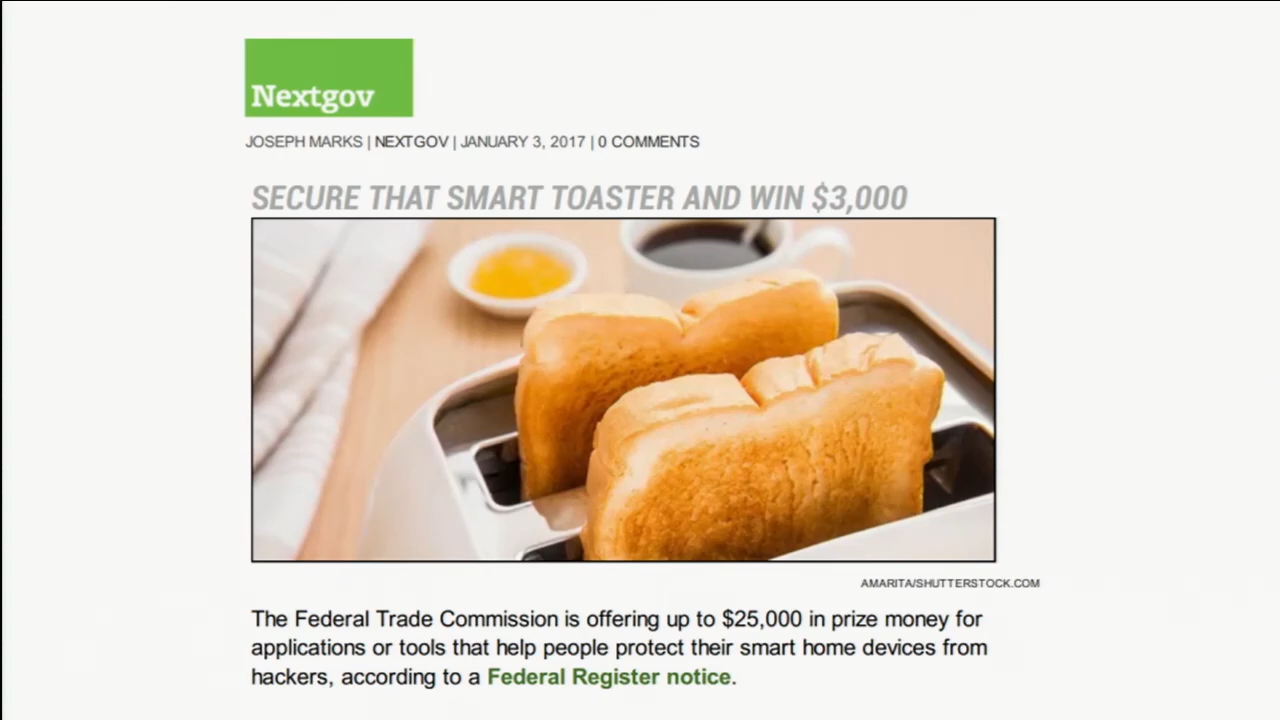 Nextgov
JOSEPH MARKS | NEXTGOV | JANUARY 3, 2017 | 0 COMMENTS
SECURE THAT SMART TOASTER AND WIN $3,000
AMARITA/SHUTTERSTOCK.COM
The Federal Trade Commission is offering up to $25,000 in prize money for
applications or tools that help people protect their smart home devices from
hackers, according to a Federal Register notice.